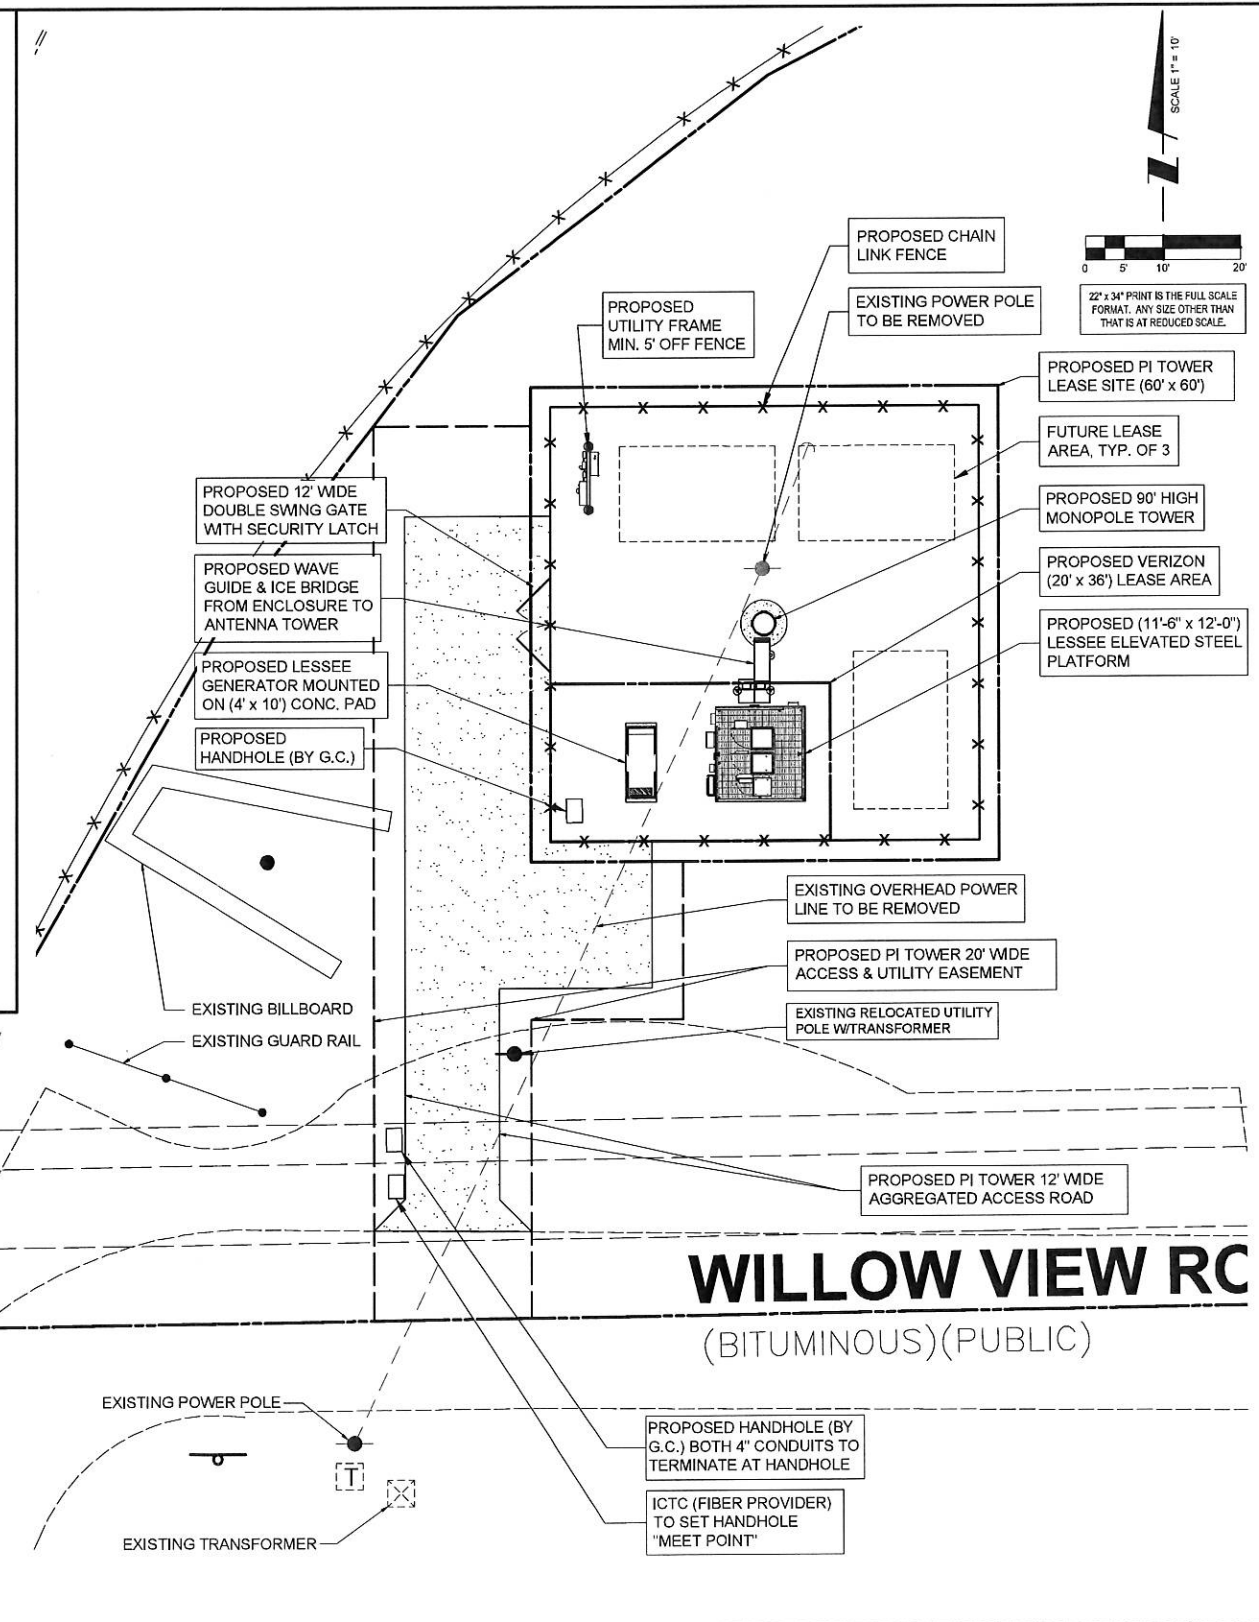 SCALE 1" = 10'
Z
0 5' 10' 20'
22" x 34" PRINT IS THE FULL SCALE
FORMAT. ANY SIZE OTHER THAN
THAT IS AT REDUCED SCALE.
PROPOSED CHAIN
LINK FENCE
EXISTING POWER POLE
TO BE REMOVED
PROPOSED
UTILITY FRAME
MIN. 5' OFF FENCE
PROPOSED PI TOWER
LEASE SITE (60' x 60')
FUTURE LEASE
AREA, TYP. OF 3
PROPOSED 90' HIGH
MONOPOLE TOWER
PROPOSED VERIZON
(20' x 36') LEASE AREA
PROPOSED (11'-6" x 12'-0")
LESSEE ELEVATED STEEL
PLATFORM
PROPOSED 12' WIDE
DOUBLE SWING GATE
WITH SECURITY LATCH
PROPOSED WAVE
GUIDE & ICE BRIDGE
FROM ENCLOSURE TO
ANTENNA TOWER
PROPOSED LESSEE
GENERATOR MOUNTED
ON (4' x 10') CONC. PAD
PROPOSED
HANDHOLE (BY G.C.)
EXISTING OVERHEAD POWER
LINE TO BE REMOVED
PROPOSED PI TOWER 20' WIDE
ACCESS & UTILITY EASEMENT
EXISTING RELOCATED UTILITY
POLE W/TRANSFORMER
EXISTING BILLBOARD
EXISTING GUARD RAIL
PROPOSED PI TOWER 12' WIDE
AGGREGATED ACCESS ROAD
WILLOW VIEW RO
(BITUMINOUS)(PUBLIC)
EXISTING POWER POLE
T
EXISTING TRANSFORMER
PROPOSED HANDHOLE (BY
G.C.) BOTH 4" CONDUITS TO
TERMINATE AT HANDHOLE
ICTC (FIBER PROVIDER)
TO SET HANDHOLE
"MEET POINT"